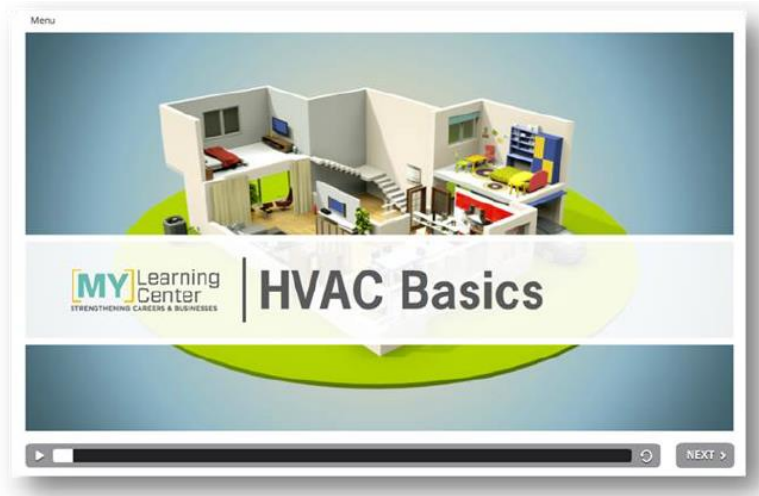 Menu
[MY] Learning Center
STRENGTHENING CAREERS & BUSINESSES
HVAC Basics
NEXT >